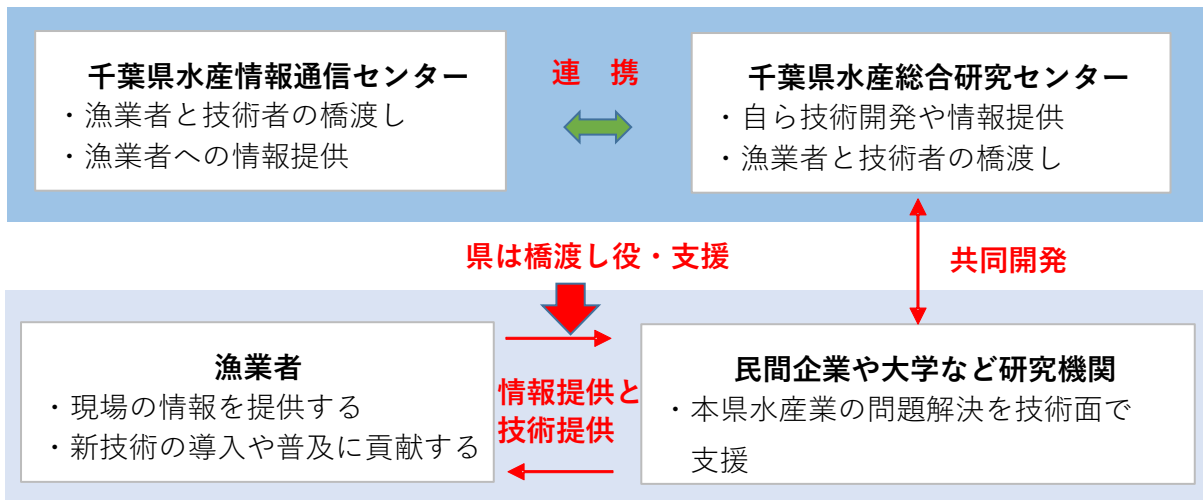 千葉県水産情報通信センター
・漁業者と技術者の橋渡し
・漁業者への情報提供
連　携
千葉県水産総合研究センター
・自ら技術開発や情報提供
・漁業者と技術者の橋渡し
県は橋渡し役・支援
共同開発
漁業者
・現場の情報を提供する
・新技術の導入や普及に貢献する
情報提供と
技術提供
民間企業や大学など研究機関
・本県水産業の問題解決を技術面で
支援